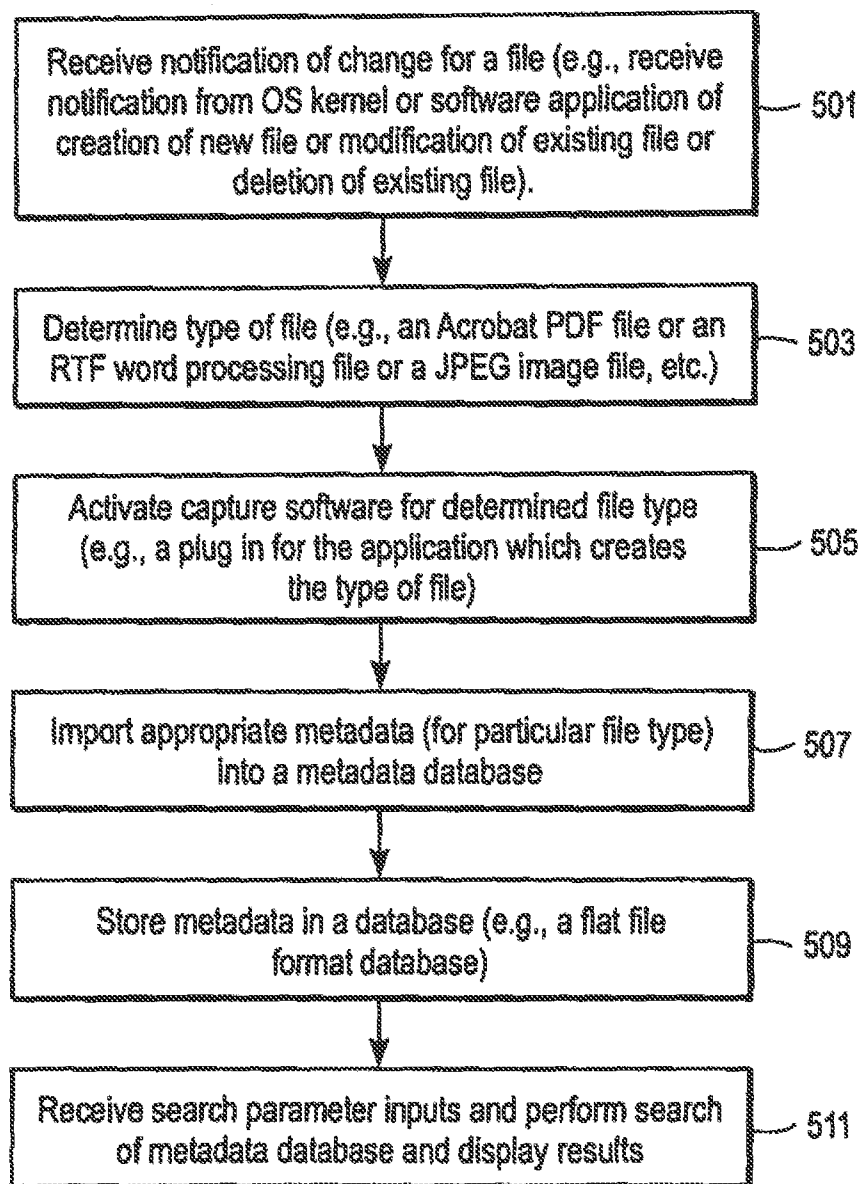 Receive notification of change for a file (e.g., receive
notification from OS kernel or software application of
creation of new file or modification of existing file or
deletion of existing file).
501
Determine type of file (e.g., an Acrobat PDF file or an
RTF word processing file or a JPEG image file, etc.)
503
Activate capture software for determined file type
(e.g., a plug in for the application which creates
the type of file)
505
Import appropriate metadata (for particular file type)
into a metadata database
507
Store metadata in a database (e.g., a flat file
format database)
509
Receive search parameter inputs and perform search
of metadata database and display results
511